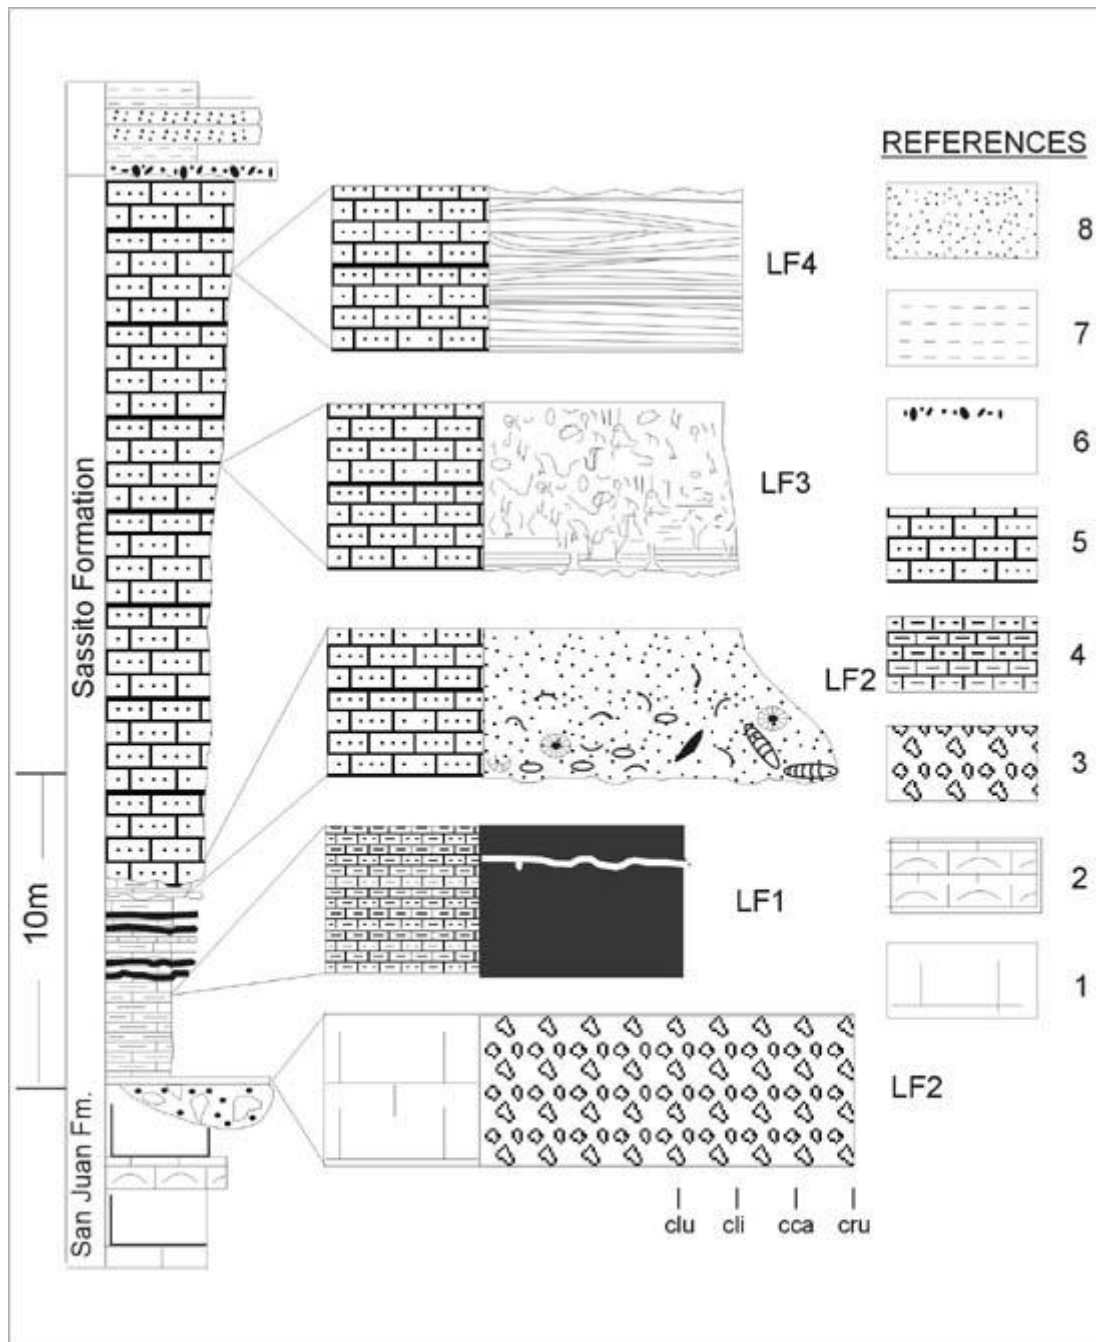 REFERENCES
8
7
6
5
4
3
2
1
LF4
LF3
LF2
LF1
LF2
Sassito Formation
10m
San Juan Fm.
clu cli cca cru